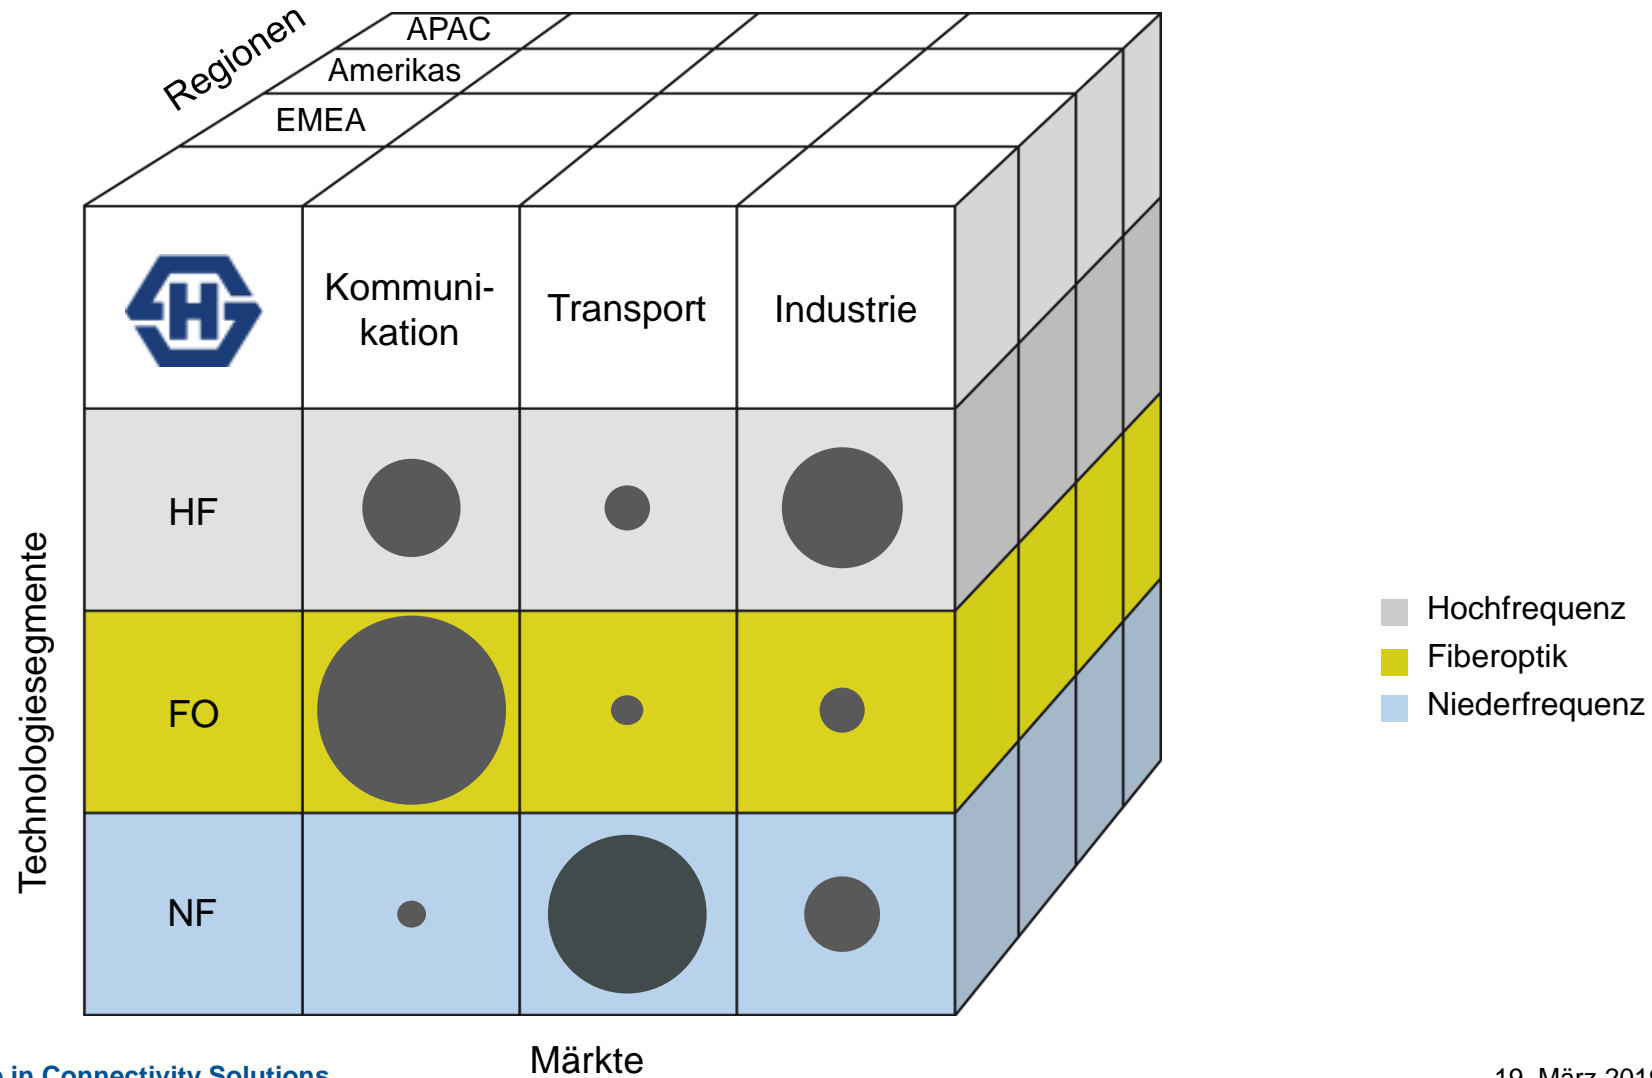 Regionen
APAC
Amerikas
EMEA
H
Kommuni-
kation
Transport
Industrie
HF
FO
NF
Technologiesegmente
Märkte
Hochfrequenz
Fiberoptik
Niederfrequenz
in Connectivity Solutions
19. März 2019